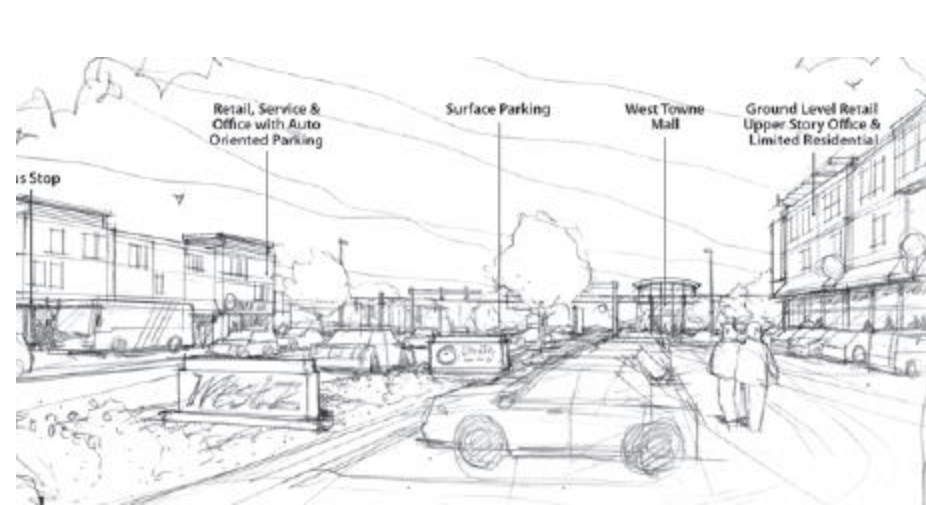 Retail, Service &
Office with Auto
Oriented Parking
Surface Parking
West Towne
Mall
Ground Level Retail
Upper Story Office &
Limited Residential
s Stop